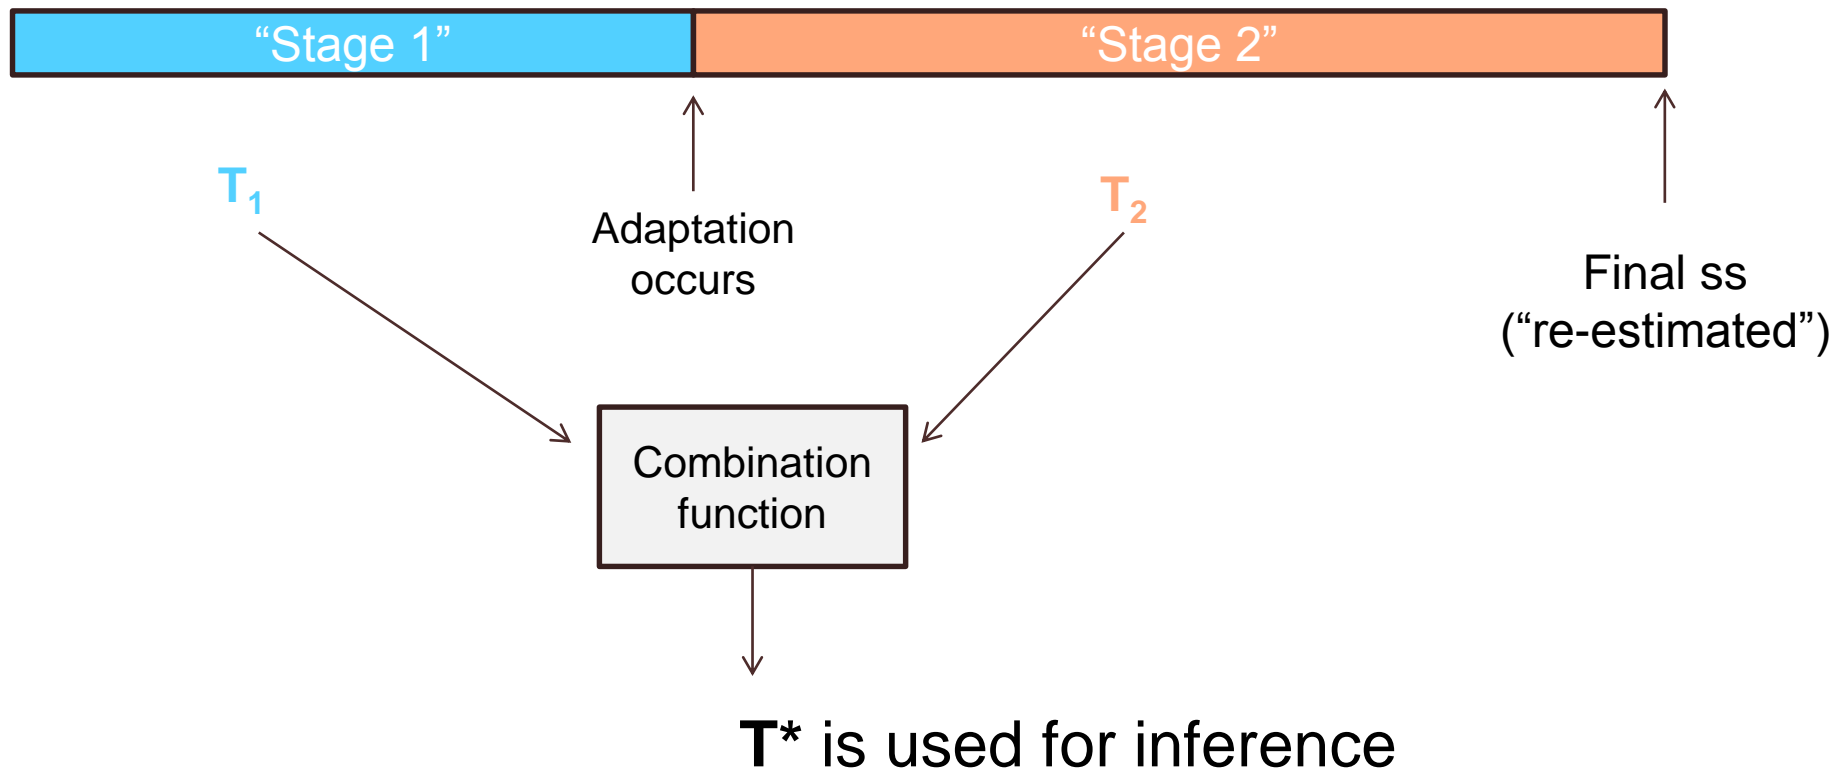 “Stage 1”
“Stage 2”
T₁
Adaptation
occurs
T₂
Final ss
(“re-estimated”)
Combination
function
T* is used for inference